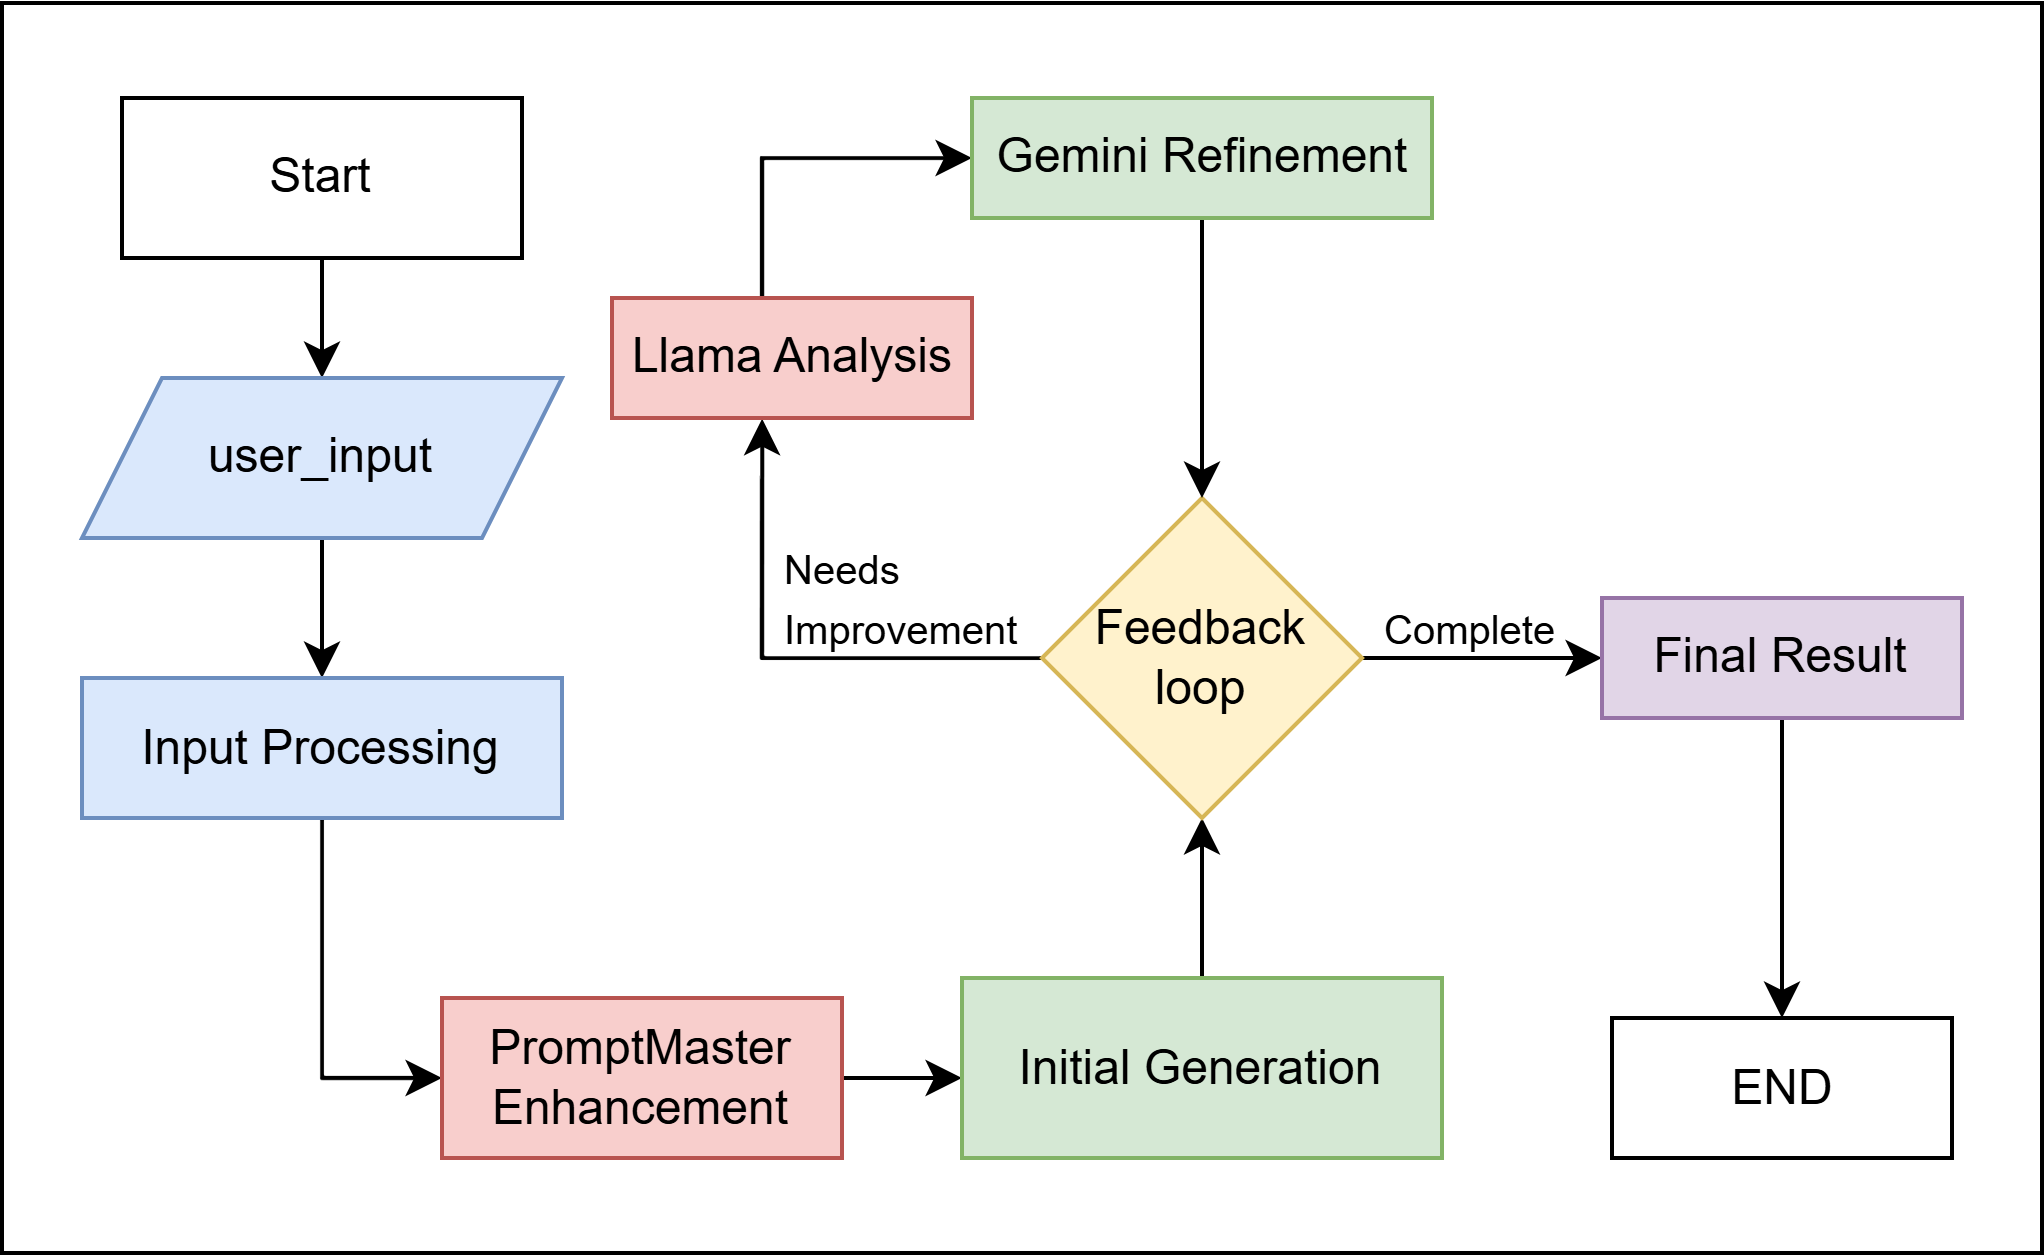 Start
user_input
Input Processing
PromptMaster
Enhancement
Initial Generation
Feedback
loop
Needs
Improvement
Llama Analysis
Gemini Refinement
Complete
Final Result
END